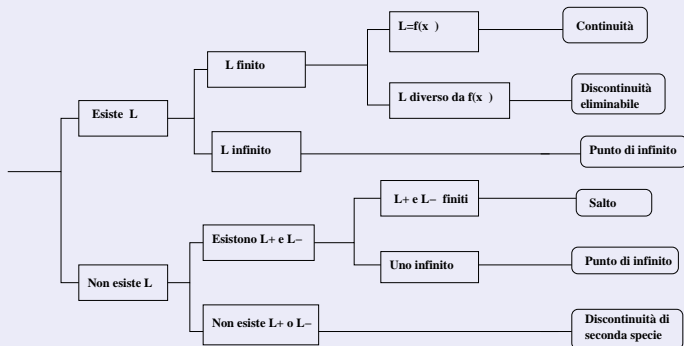 L=f(x )
Continuità
L finito
L diverso da f(x )
Discontinuità
eliminabile
Esiste L
L infinito
Punto di infinito
L+ e L− finiti
Salto
Esistono L+ e L−
Uno infinito
Punto di infinito
Non esiste L
Non esiste L+ o L−
Discontinuità di
seconda specie